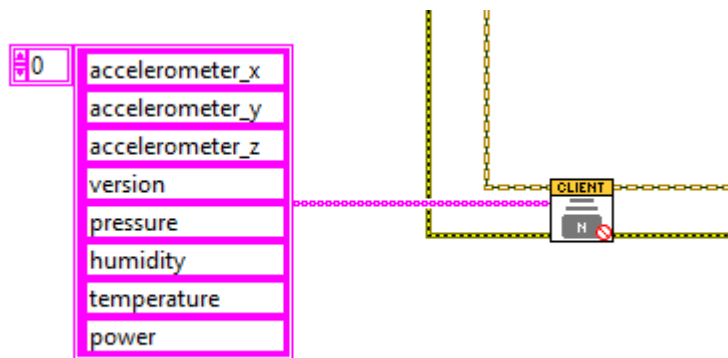 0
accelerometer_x
accelerometer_y
accelerometer_z
version
pressure
humidity
temperature
power
CLIENT
N